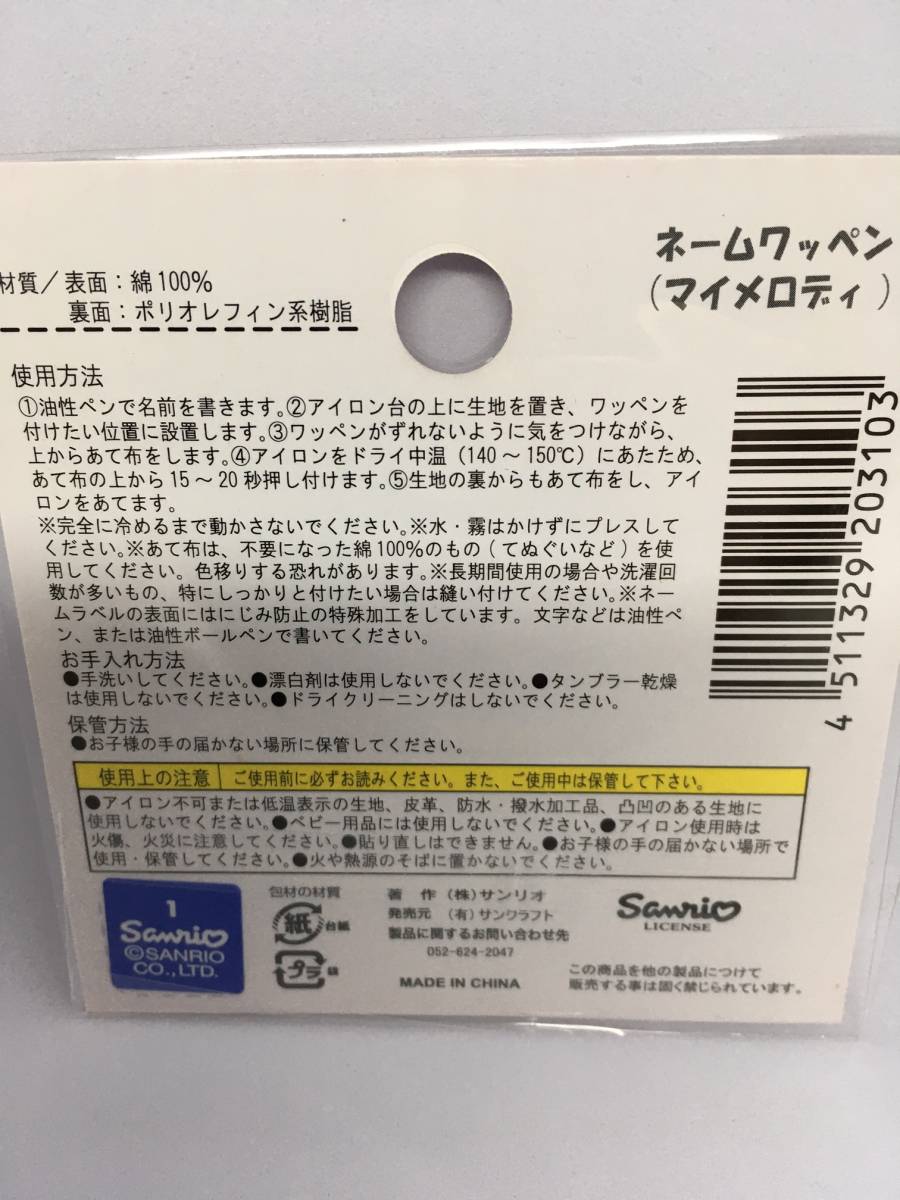 ネームワッペン
(マイメロディ)
材質／表面：綿100%
裏面：ポリオレフィン系樹脂
使用方法
①油性ペンで名前を書きます。②アイロン台の上に生地を置き、ワッペンを
付けたい位置に設置します。③ワッペンがずれないように気をつけながら、
上からあて布をします。④アイロンをドライ中温（140～150℃）にあたため、
あて布の上から15～20秒押し付けます。⑤生地の裏からもあて布をし、アイ
ロンをあてます。
※完全に冷めるまで動かさないでください。※水・霧はかけずにプレスして
ください。※あて布は、不要になった綿100%のもの(てぬぐいなど)を使
用してください。色移りする恐れがあります。※長期間使用の場合や洗濯回
数が多いもの、特にしっかりと付けたい場合は縫い付けてください。※ネー
ムラベルの表面にはにじみ防止の特殊加工をしています。文字などは油性ペ
ン、または油性ボールペンで書いてください。
お手入れ方法
●手洗いしてください。●漂白剤は使用しないでください。●タンブラー乾燥
は使用しないでください。●ドライクリーニングはしないでください。
保管方法
●お子様の手の届かない場所に保管してください。
使用上の注意 ご使用前に必ずお読みください。また、ご使用中は保管して下さい。
●アイロン不可または低温表示の生地、皮革、防水・撥水加工品、凸凹のある生地に
使用しないでください。●ベビー用品には使用しないでください。●アイロン使用時は
火傷、火災に注意してください。●貼り直しはできません。●お子様の手の届かない場所で
使用・保管してください。●火や熱源のそばに置かないでください。
4 511329 203103
1
Sanrio
©SANRIO
CO.,LTD.
包材の材質
紙 台紙
プラ 袋
著 作 (株)サンリオ
発売元 (有)サンクラフト
製品に関するお問い合わせ先
052-624-2047
MADE IN CHINA
Sanrio
LICENSE
この商品を他の製品につけて
販売する事は固く禁じられています。